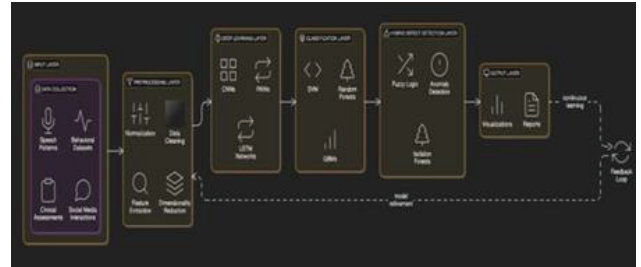 INPUT LAYER
DATA COLLECTION
Speech
Patterns
Behavioral
Datasets
Clinical
Assessments
Social Media
Interactions
PREPROCESSING LAYER
Normalization
Data
Cleaning
Feature
Extraction
Dimensionality
Reduction
DEEP LEARNING LAYER
CNNs
RNNs
LSTM
Networks
CLASSIFICATION LAYER
SVM
Random
Forests
GBMs
HYBRID DEFECT DETECTION LAYER
Fuzzy Logic
Anomaly
Detection
Isolation
Forests
OUTPUT LAYER
Visualizations
Reports
continuous
learning
Feedback
Loop
model
refinement